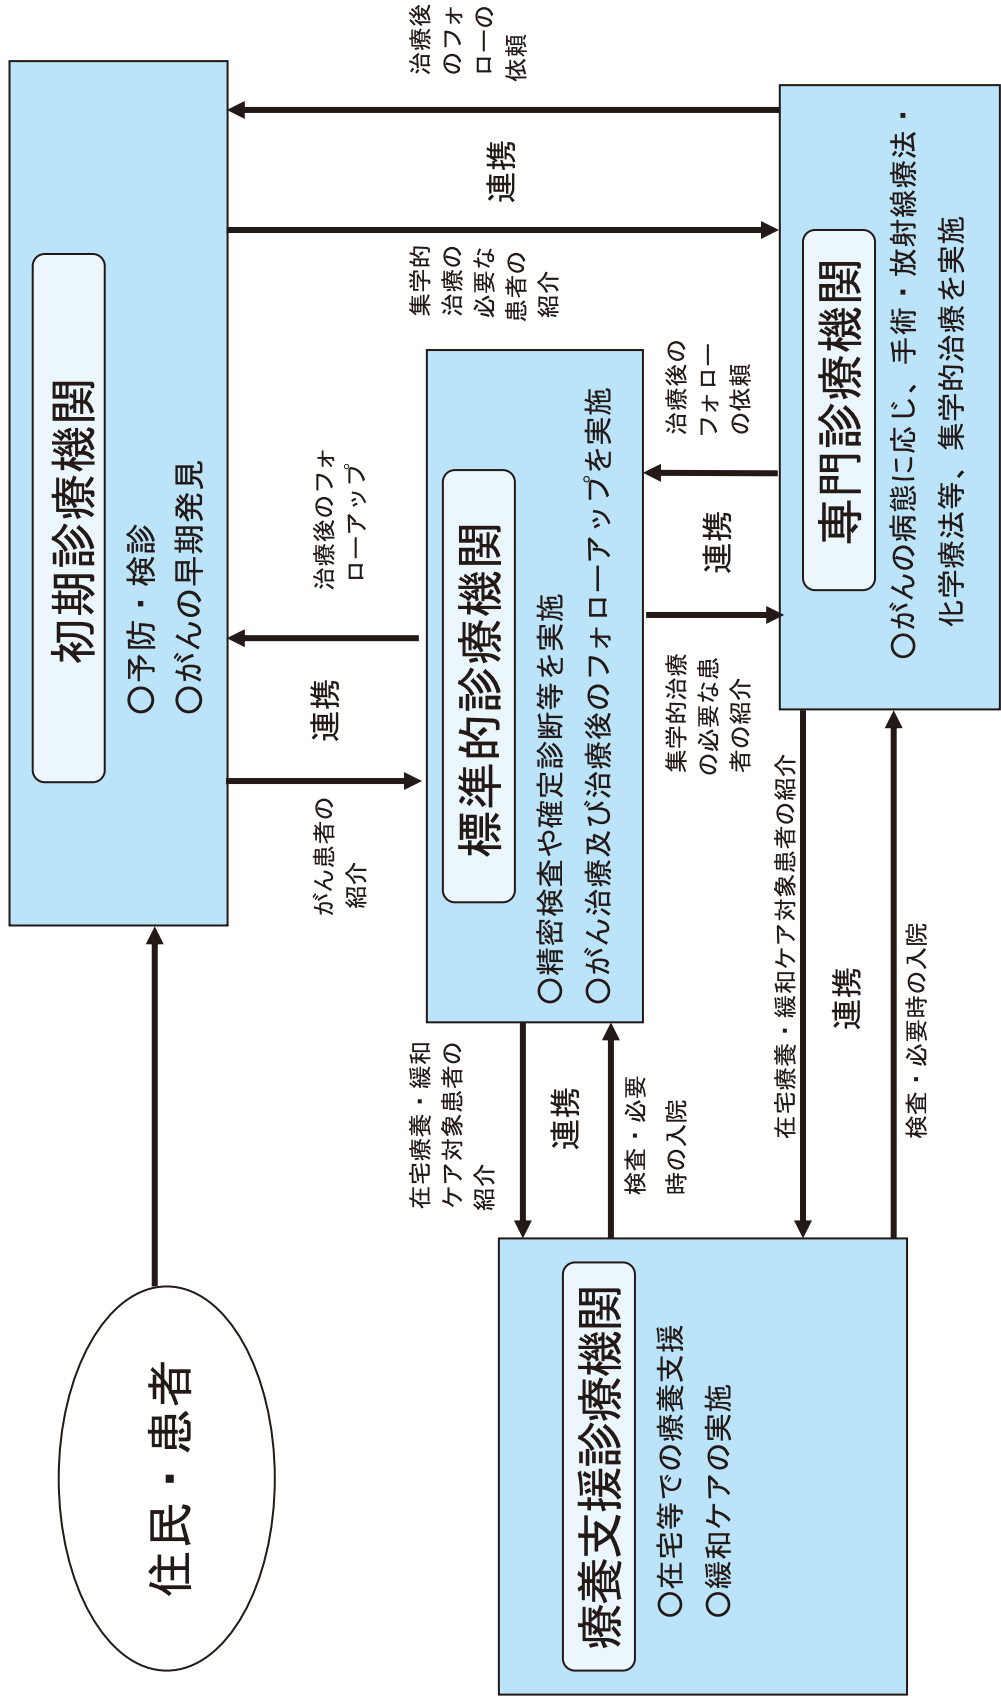 住民・患者
初期診療機関
○予防・検診
○がんの早期発見
がん患者の
紹介
連携
治療後のフォ
ローアップ
標準的診療機関
○精密検査や確定診断等を実施
○がん治療及び治療後のフォローアップを実施
集学的
治療の
必要な
患者の
紹介
連携
治療後
のフォ
ローの
依頼
集学的治療
の必要な患
者の紹介
連携
治療後の
フォロー
の依頼
専門診療機関
○がんの病態に応じ、手術・放射線療法・
化学療法等、集学的治療を実施
在宅療養・緩和
ケア対象患者の
紹介
連携
検査・必要
時の入院
在宅療養・緩和ケア対象患者の紹介
連携
検査・必要時の入院
療養支援診療機関
○在宅等での療養支援
○緩和ケアの実施